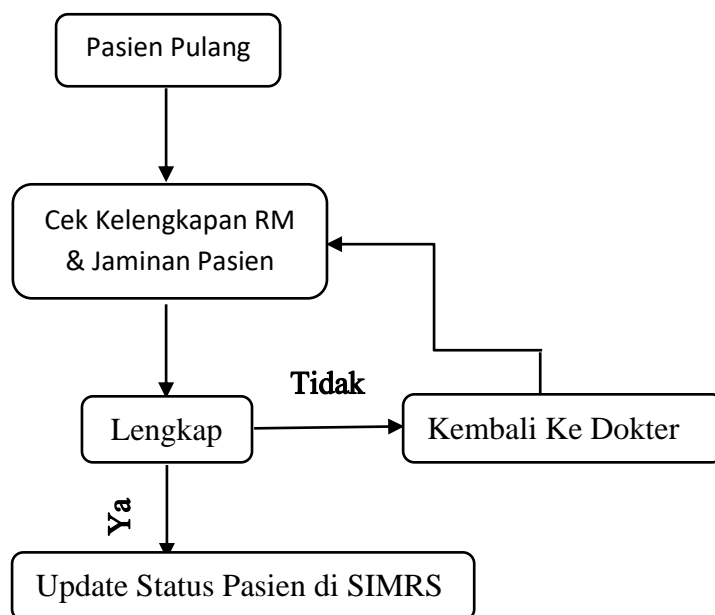 Pasien Pulang
Cek Kelengkapan RM
& Jaminan Pasien
Tidak
Lengkap
Kembali Ke Dokter
Ya
Update Status Pasien di SIMRS